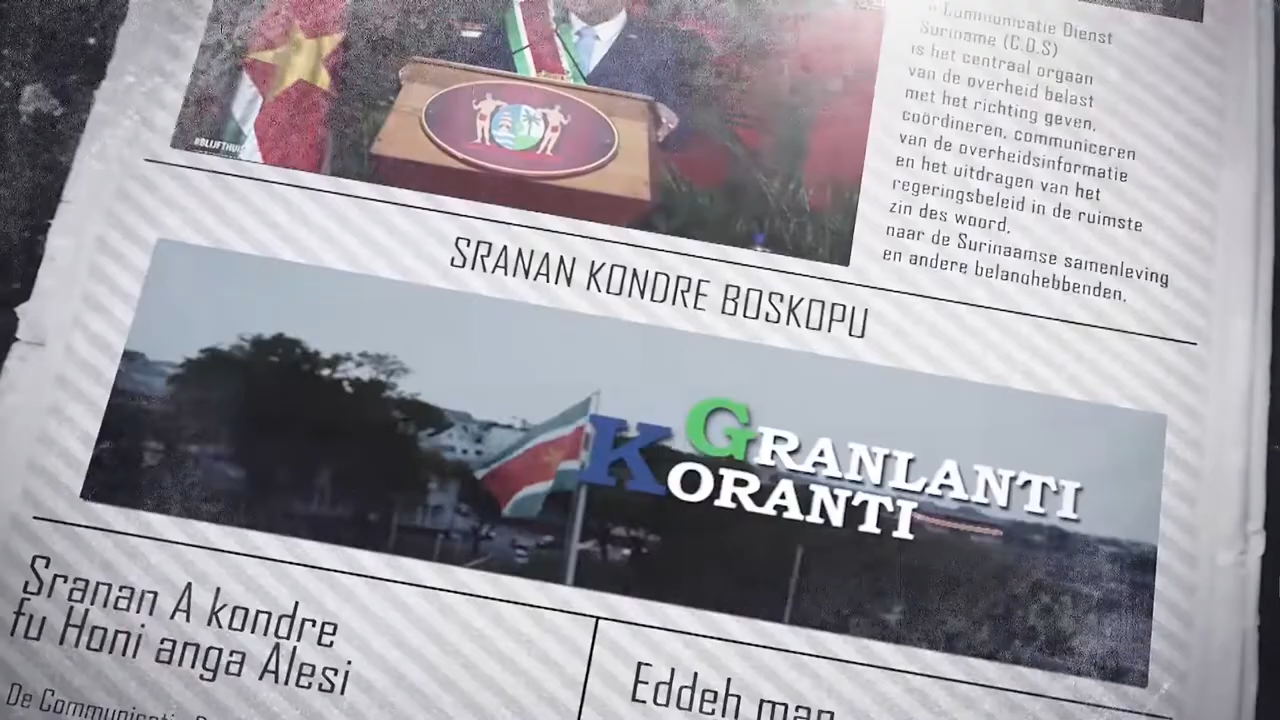 Communicatie Dienst
Suriname (C.D.S)
is het centraal orgaan
van de overheid belast
met het richting geven,
coördineren, communiceren
van de overheidsinformatie
en het uitdragen van het
regeringsbeleid in de ruimste
zin des woord,
naar de Surinaamse samenleving
en andere belanghebbenden.
SRANAN KONDRE BOSKOPU
GRANLANTI
KORANTI
Sranan A kondre
fu Honi anga Alesi
De
Eddeh man